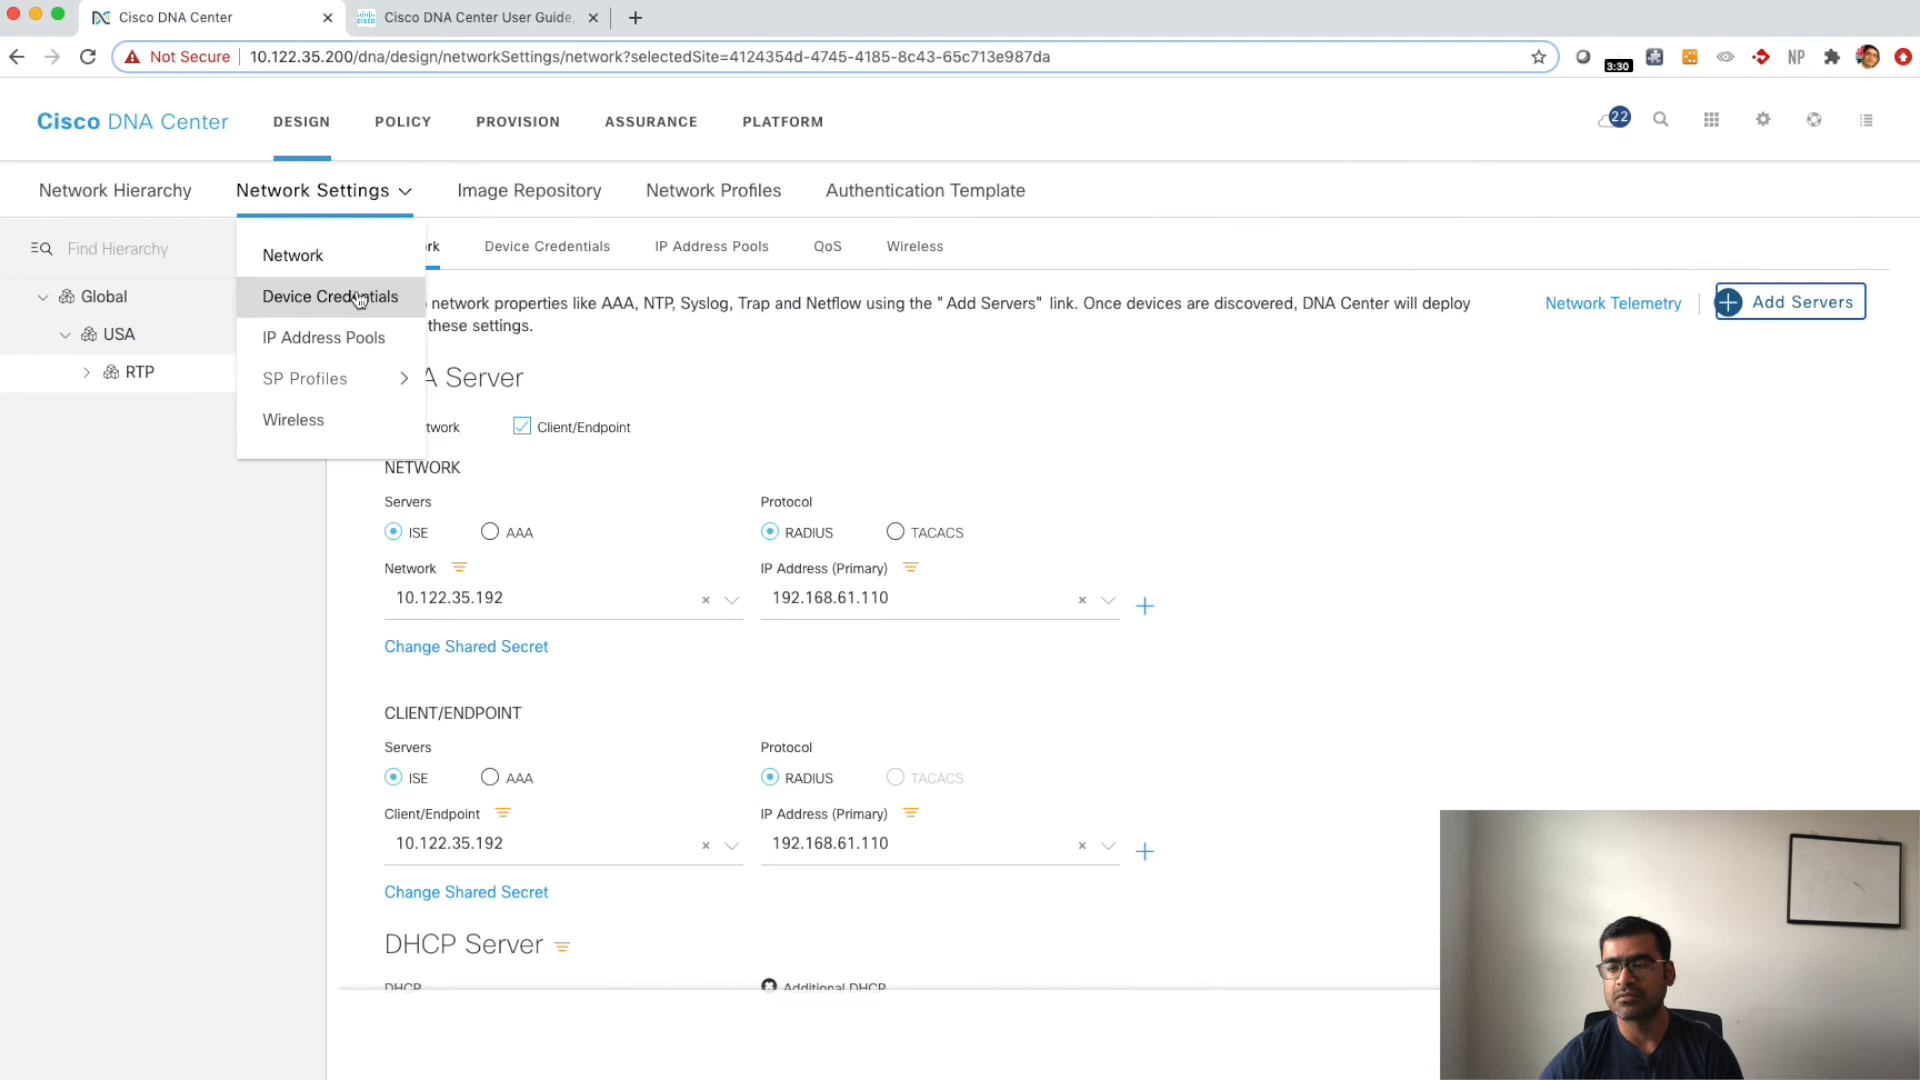 Cisco DNA Center
Cisco DNA Center User Guide,
Not Secure
10.122.35.200/dna/design/networkSettings/network?selectedSite=4124354d-4745-4185-8c43-65c713e987da
3:30
NP
Cisco DNA Center
DESIGN
POLICY
PROVISION
ASSURANCE
PLATFORM
22
Network Hierarchy
Network Settings
Image Repository
Network Profiles
Authentication Template
Find Hierarchy
Global
USA
RTP
Network
Device Credentials
IP Address Pools
SP Profiles
Wireless
rk
Device Credentials
IP Address Pools
QoS
Wireless
network properties like AAA, NTP, Syslog, Trap and Netflow using the "Add Servers" link. Once devices are discovered, DNA Center will deploy
these settings.
Network Telemetry
Add Servers
A Server
twork
Client/Endpoint
NETWORK
Servers
Protocol
ISE
AAA
RADIUS
TACACS
Network
IP Address (Primary)
10.122.35.192
192.168.61.110
Change Shared Secret
CLIENT/ENDPOINT
Servers
Protocol
ISE
AAA
RADIUS
TACACS
Client/Endpoint
IP Address (Primary)
10.122.35.192
192.168.61.110
Change Shared Secret
DHCP Server
DHCP
Additional DHCP